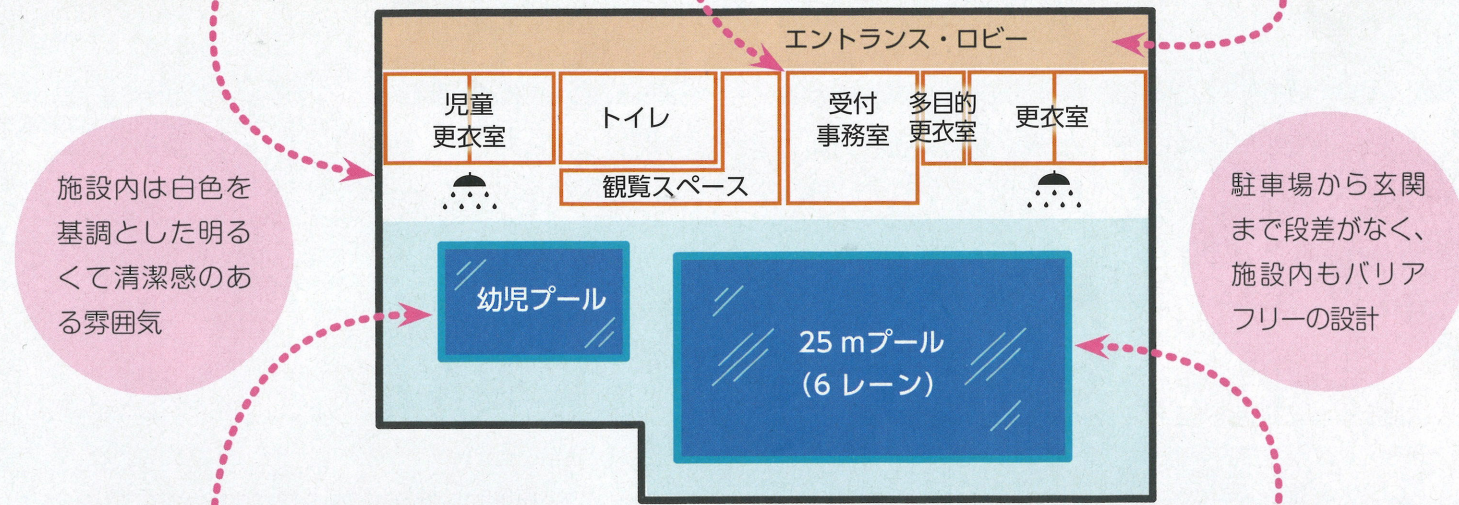 エントランス・ロビー
児童
更衣室
トイレ
観覧スペース
受付
事務室
多目的
更衣室
更衣室
施設内は白色を
基調とした明る
くて清潔感のあ
る雰囲気
幼児プール
25 mプール
（6 レーン）
駐車場から玄関
まで段差がなく、
施設内もバリア
フリーの設計